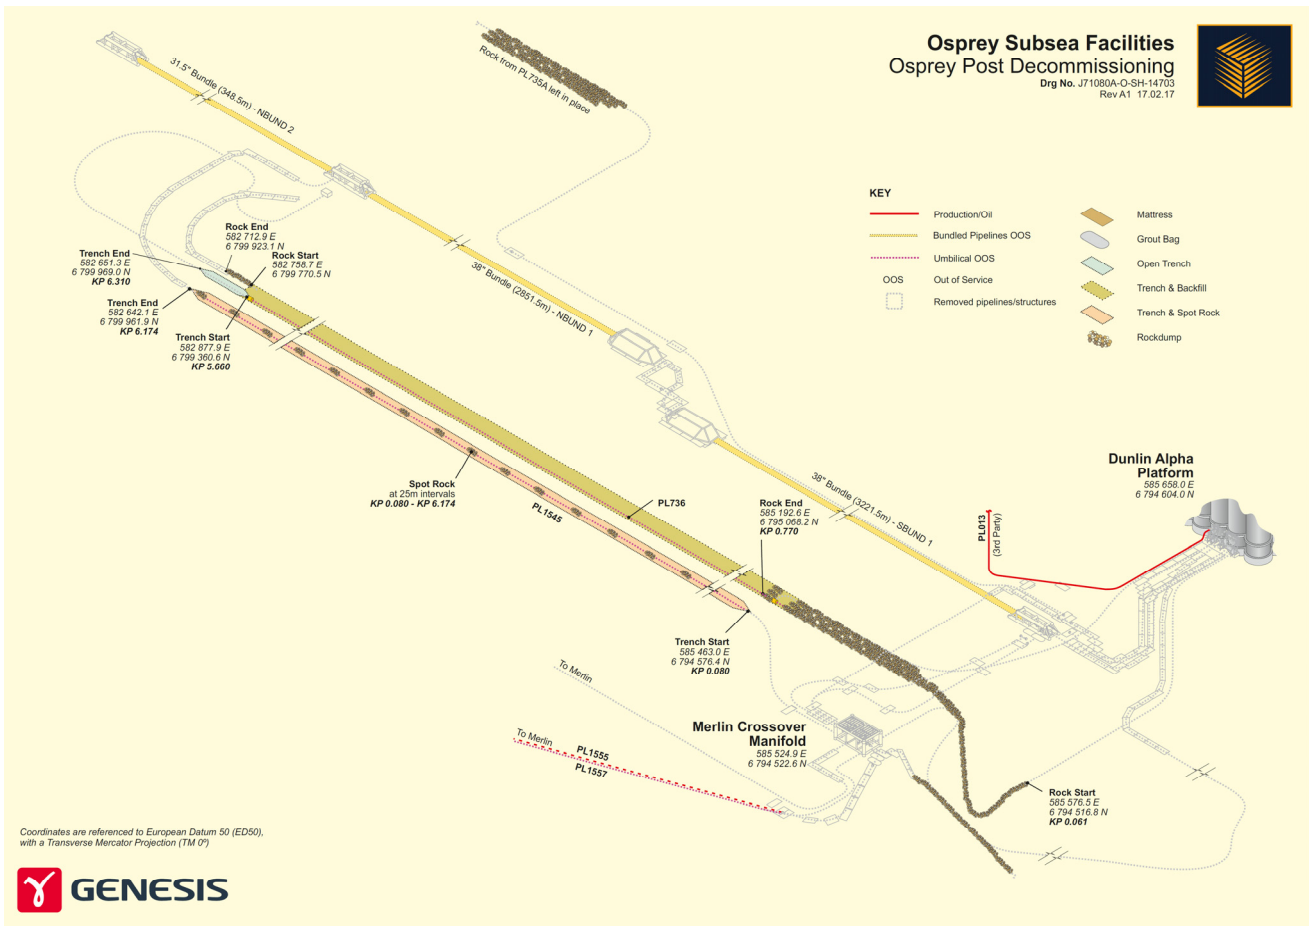 Osprey Subsea Facilities
Osprey Post Decommissioning
Drg No. J71080A-O-SH-14703
Rev A1 17.02.17
Rock from PL735A left in place
31.5" Bundle (348.5m) - NBUND 2
38" Bundle (2851.5m) - NBUND 1
38" Bundle (3221.5m) - SBUND 1
KEY
Production/Oil
Bundled Pipelines OOS
Umbilical OOS
OOS Out of Service
Removed pipelines/structures
Mattress
Grout Bag
Open Trench
Trench & Backfill
Trench & Spot Rock
Rockdump
Rock End
582 712.9 E
6 799 923.1 N
Rock Start
582 758.7 E
6 799 770.5 N
Trench End
582 651.3 E
6 799 969.0 N
KP 6.310
Trench End
582 642.1 E
6 799 961.9 N
KP 6.174
Trench Start
582 877.9 E
6 799 360.6 N
KP 5.660
Spot Rock
at 25m intervals
KP 0.080 - KP 6.174
PL1545
PL736
Rock End
585 192.6 E
6 795 068.2 N
KP 0.770
Dunlin Alpha
Platform
585 658.0 E
6 794 604.0 N
PL013
(3rd Party)
Trench Start
585 463.0 E
6 794 576.4 N
KP 0.080
To Merlin
Merlin Crossover
Manifold
585 524.9 E
6 794 522.6 N
To Merlin
PL1555
PL1557
Rock Start
585 576.5 E
6 794 516.8 N
KP 0.061
Coordinates are referenced to European Datum 50 (ED50),
with a Transverse Mercator Projection (TM 0º)
GENESIS